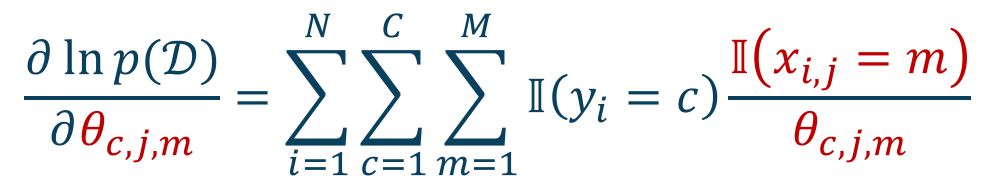 ∂ ln p(𝒟) / ∂θ_{c,j,m} = ∑_{i=1}^{N} ∑_{c=1}^{C} ∑_{m=1}^{M} 𝕀(y_i = c) 𝕀(x_{i,j} = m) / θ_{c,j,m}